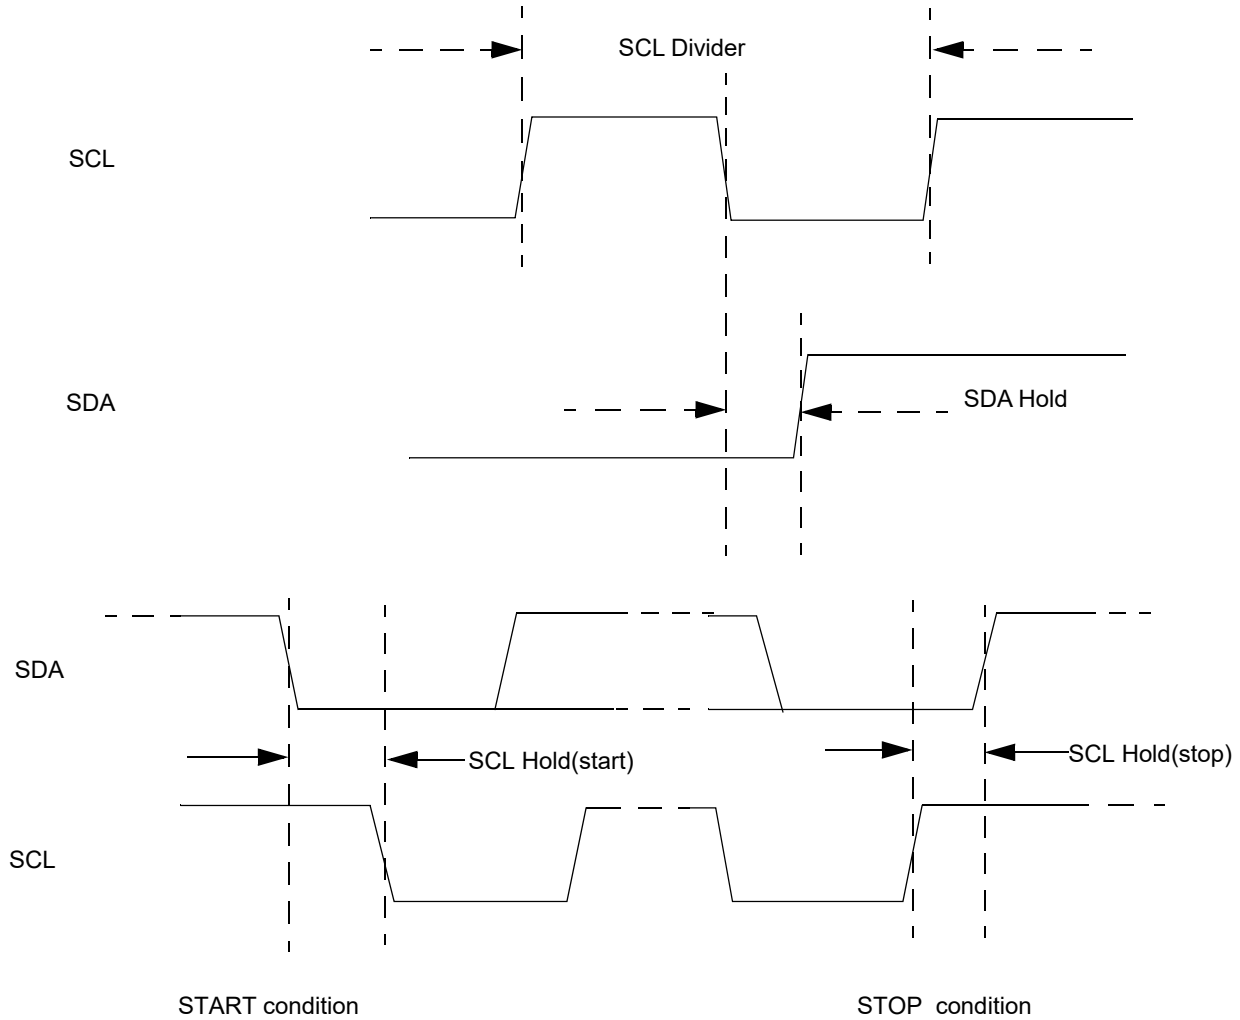 SCL Divider
SCL
SDA
SDA Hold
SDA
SCL Hold(start)
SCL Hold(stop)
SCL
START condition
STOP condition